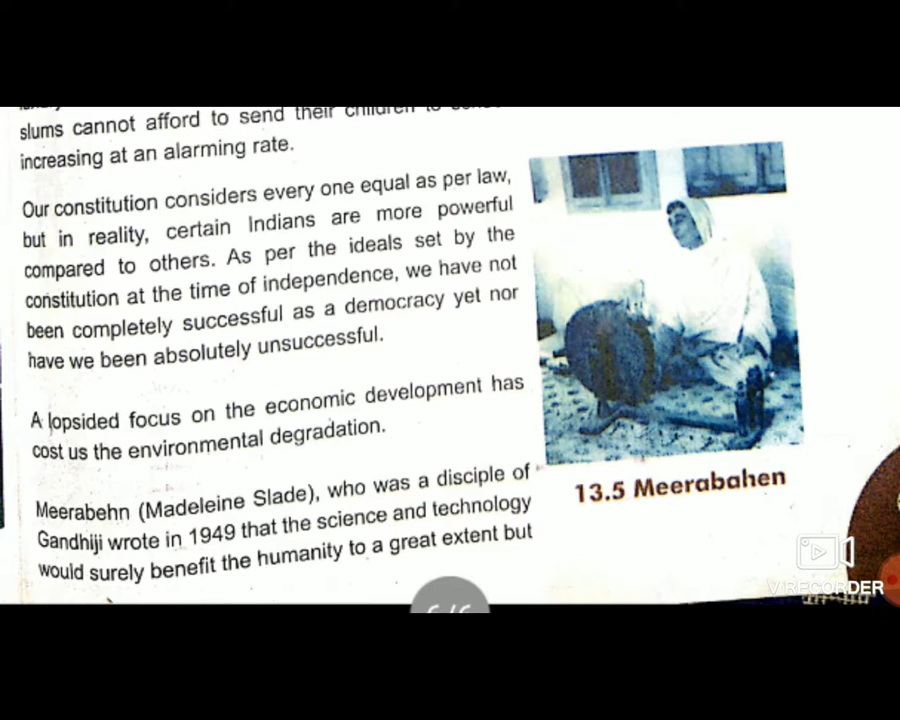 slums cannot afford to send their children to
increasing at an alarming rate.
Our constitution considers every one equal as per law,
but in reality, certain Indians are more powerful
compared to others. As per the ideals set by the
constitution at the time of independence, we have not
been completely successful as a democracy yet nor
have we been absolutely unsuccessful.
A lopsided focus on the economic development has
cost us the environmental degradation.
Meerabehn (Madeleine Slade), who was a disciple of
Gandhiji wrote in 1949 that the science and technology
would surely benefit the humanity to a great extent but
13.5 Meerabahen
V RECORDER